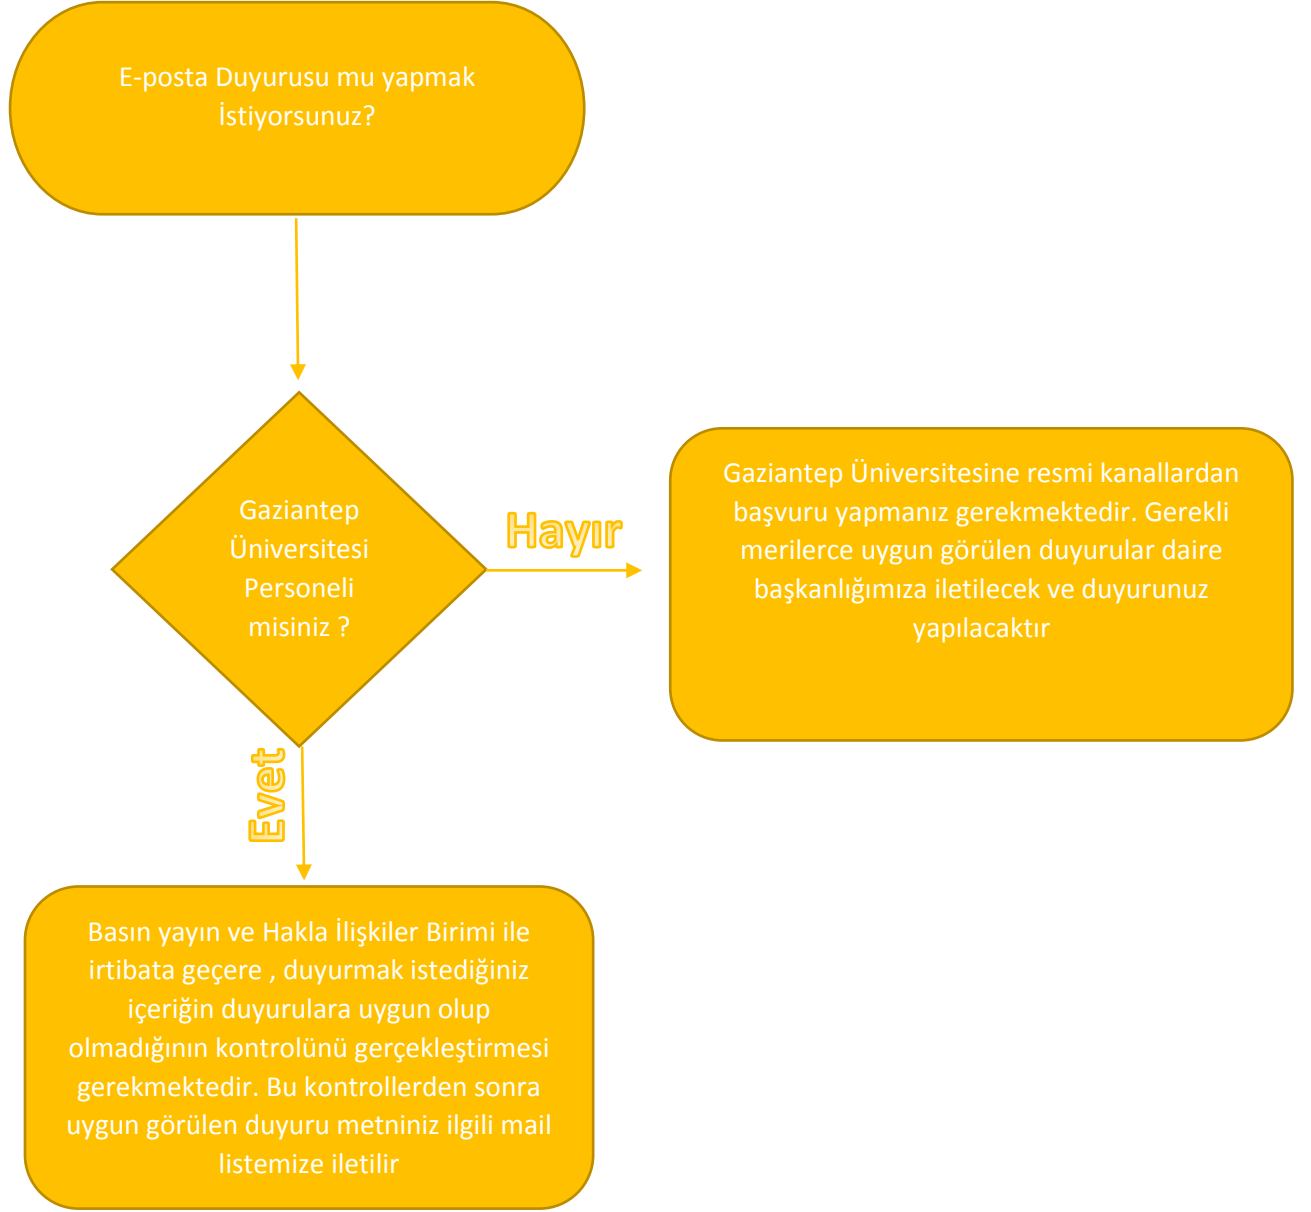 E-posta Duyurusu mu yapmak
İstiyorsunuz?
Gaziantep
Üniversitesi
Personeli
misiniz ?
Hayır
Gaziantep Üniversitesine resmi kanallardan
başvuru yapmanız gerekmektedir. Gerekli
merilerce uygun görülen duyurular daire
başkanlığımıza iletilecek ve duyurunuz
yapılacaktır
Evet
Basın yayın ve Hakla İlişkiler Birimi ile
irtibata geçere , duyurmak istediğiniz
içeriğin duyurulara uygun olup
olmadığının kontrolünü gerçekleştirmesi
gerekmektedir. Bu kontrollerden sonra
uygun görülen duyuru metniniz ilgili mail
listemize iletilir